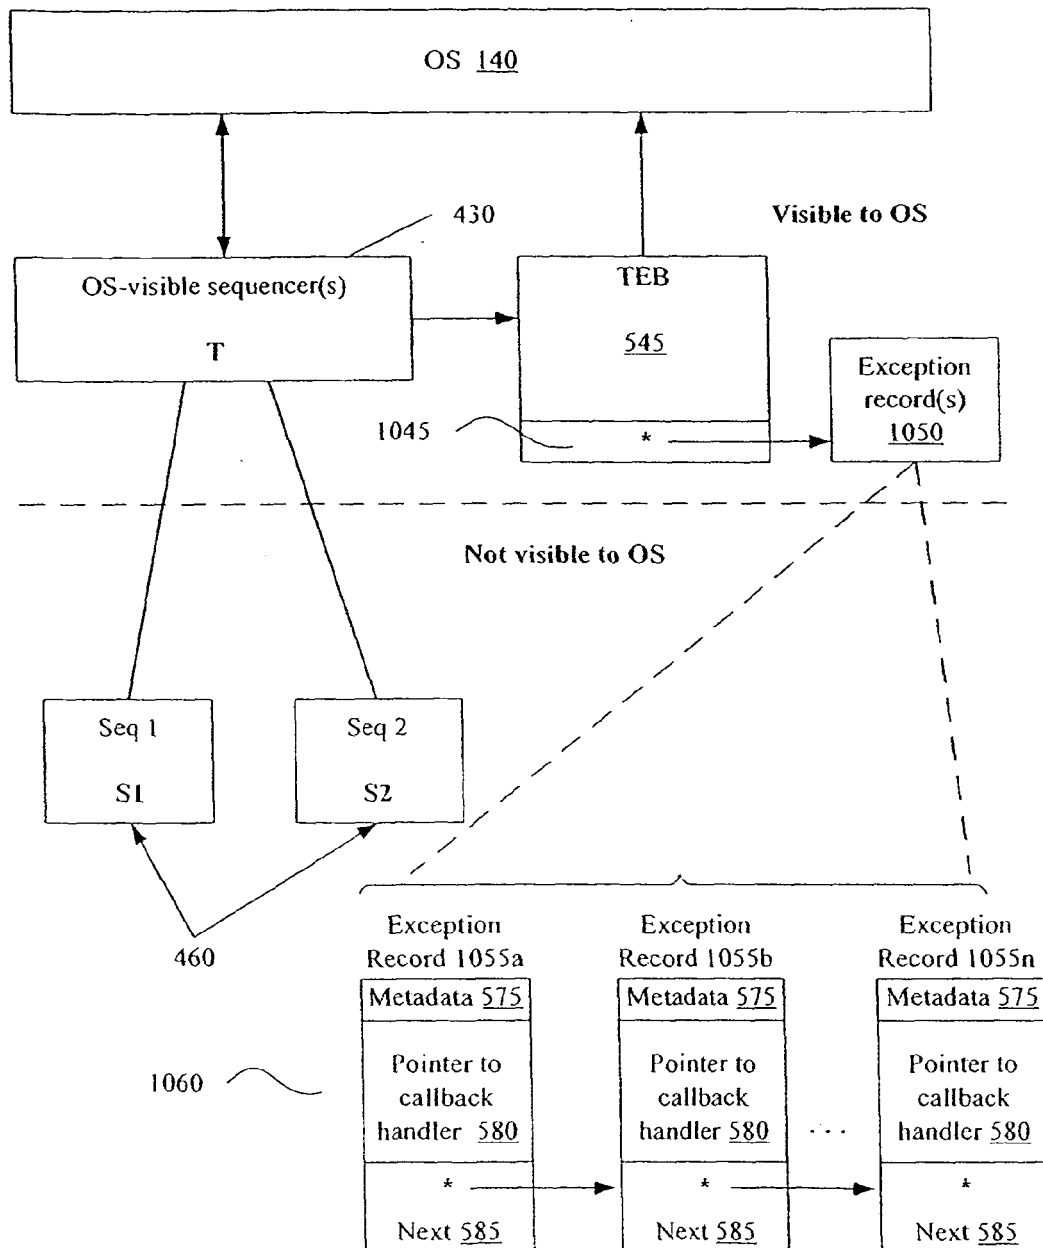 OS 140
430
Visible to OS
OS-visible sequencer(s)
T
TEB
545
1045
*
Exception
record(s)
1050
Not visible to OS
Seq 1
S1
Seq 2
S2
460
Exception
Record 1055a
Exception
Record 1055b
Exception
Record 1055n
1060
Metadata 575
Pointer to
callback
handler 580
*
Next 585
Metadata 575
Pointer to
callback
handler 580
*
Next 585
. . .
Metadata 575
Pointer to
callback
handler 580
*
Next 585